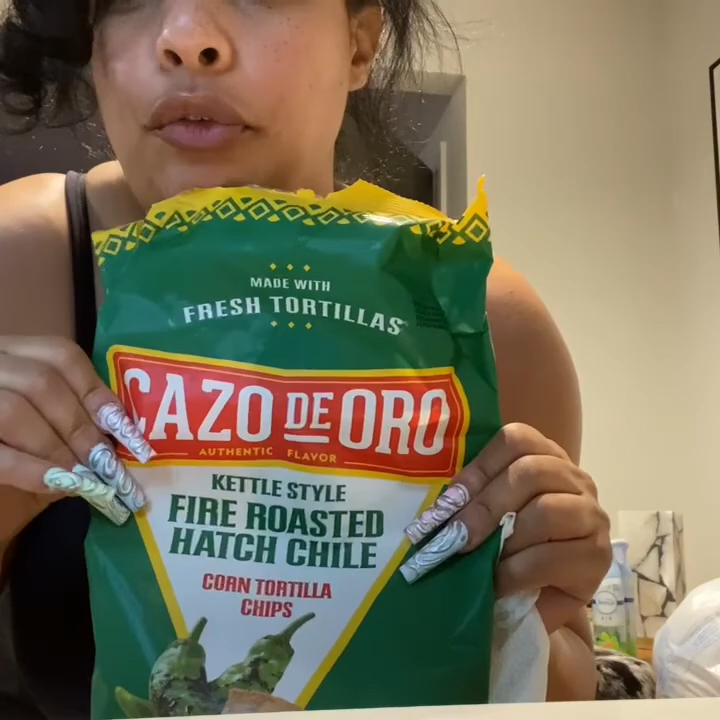 MADE WITH
FRESH TORTILLAS
CAZO DE ORO
AUTHENTIC FLAVOR
KETTLE STYLE
FIRE ROASTED
HATCH CHILE
CORN TORTILLA
CHIPS